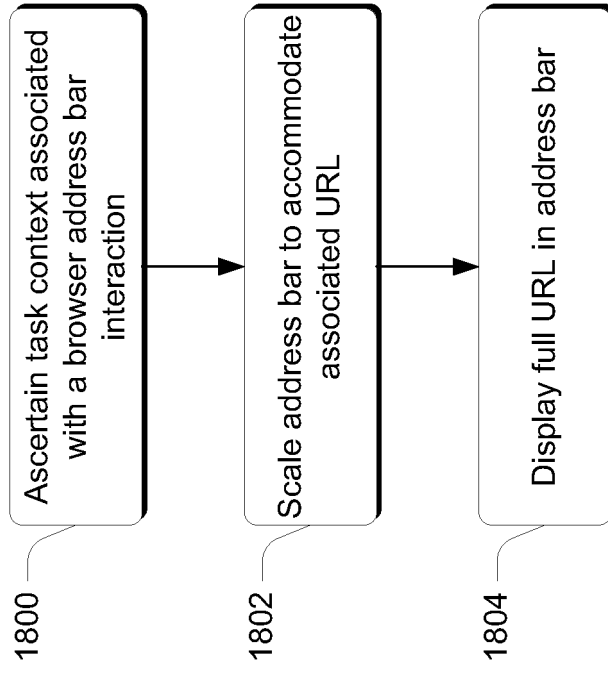 1800
Ascertain task context associated
with a browser address bar
interaction
1802
Scale address bar to accommodate
associated URL
1804
Display full URL in address bar